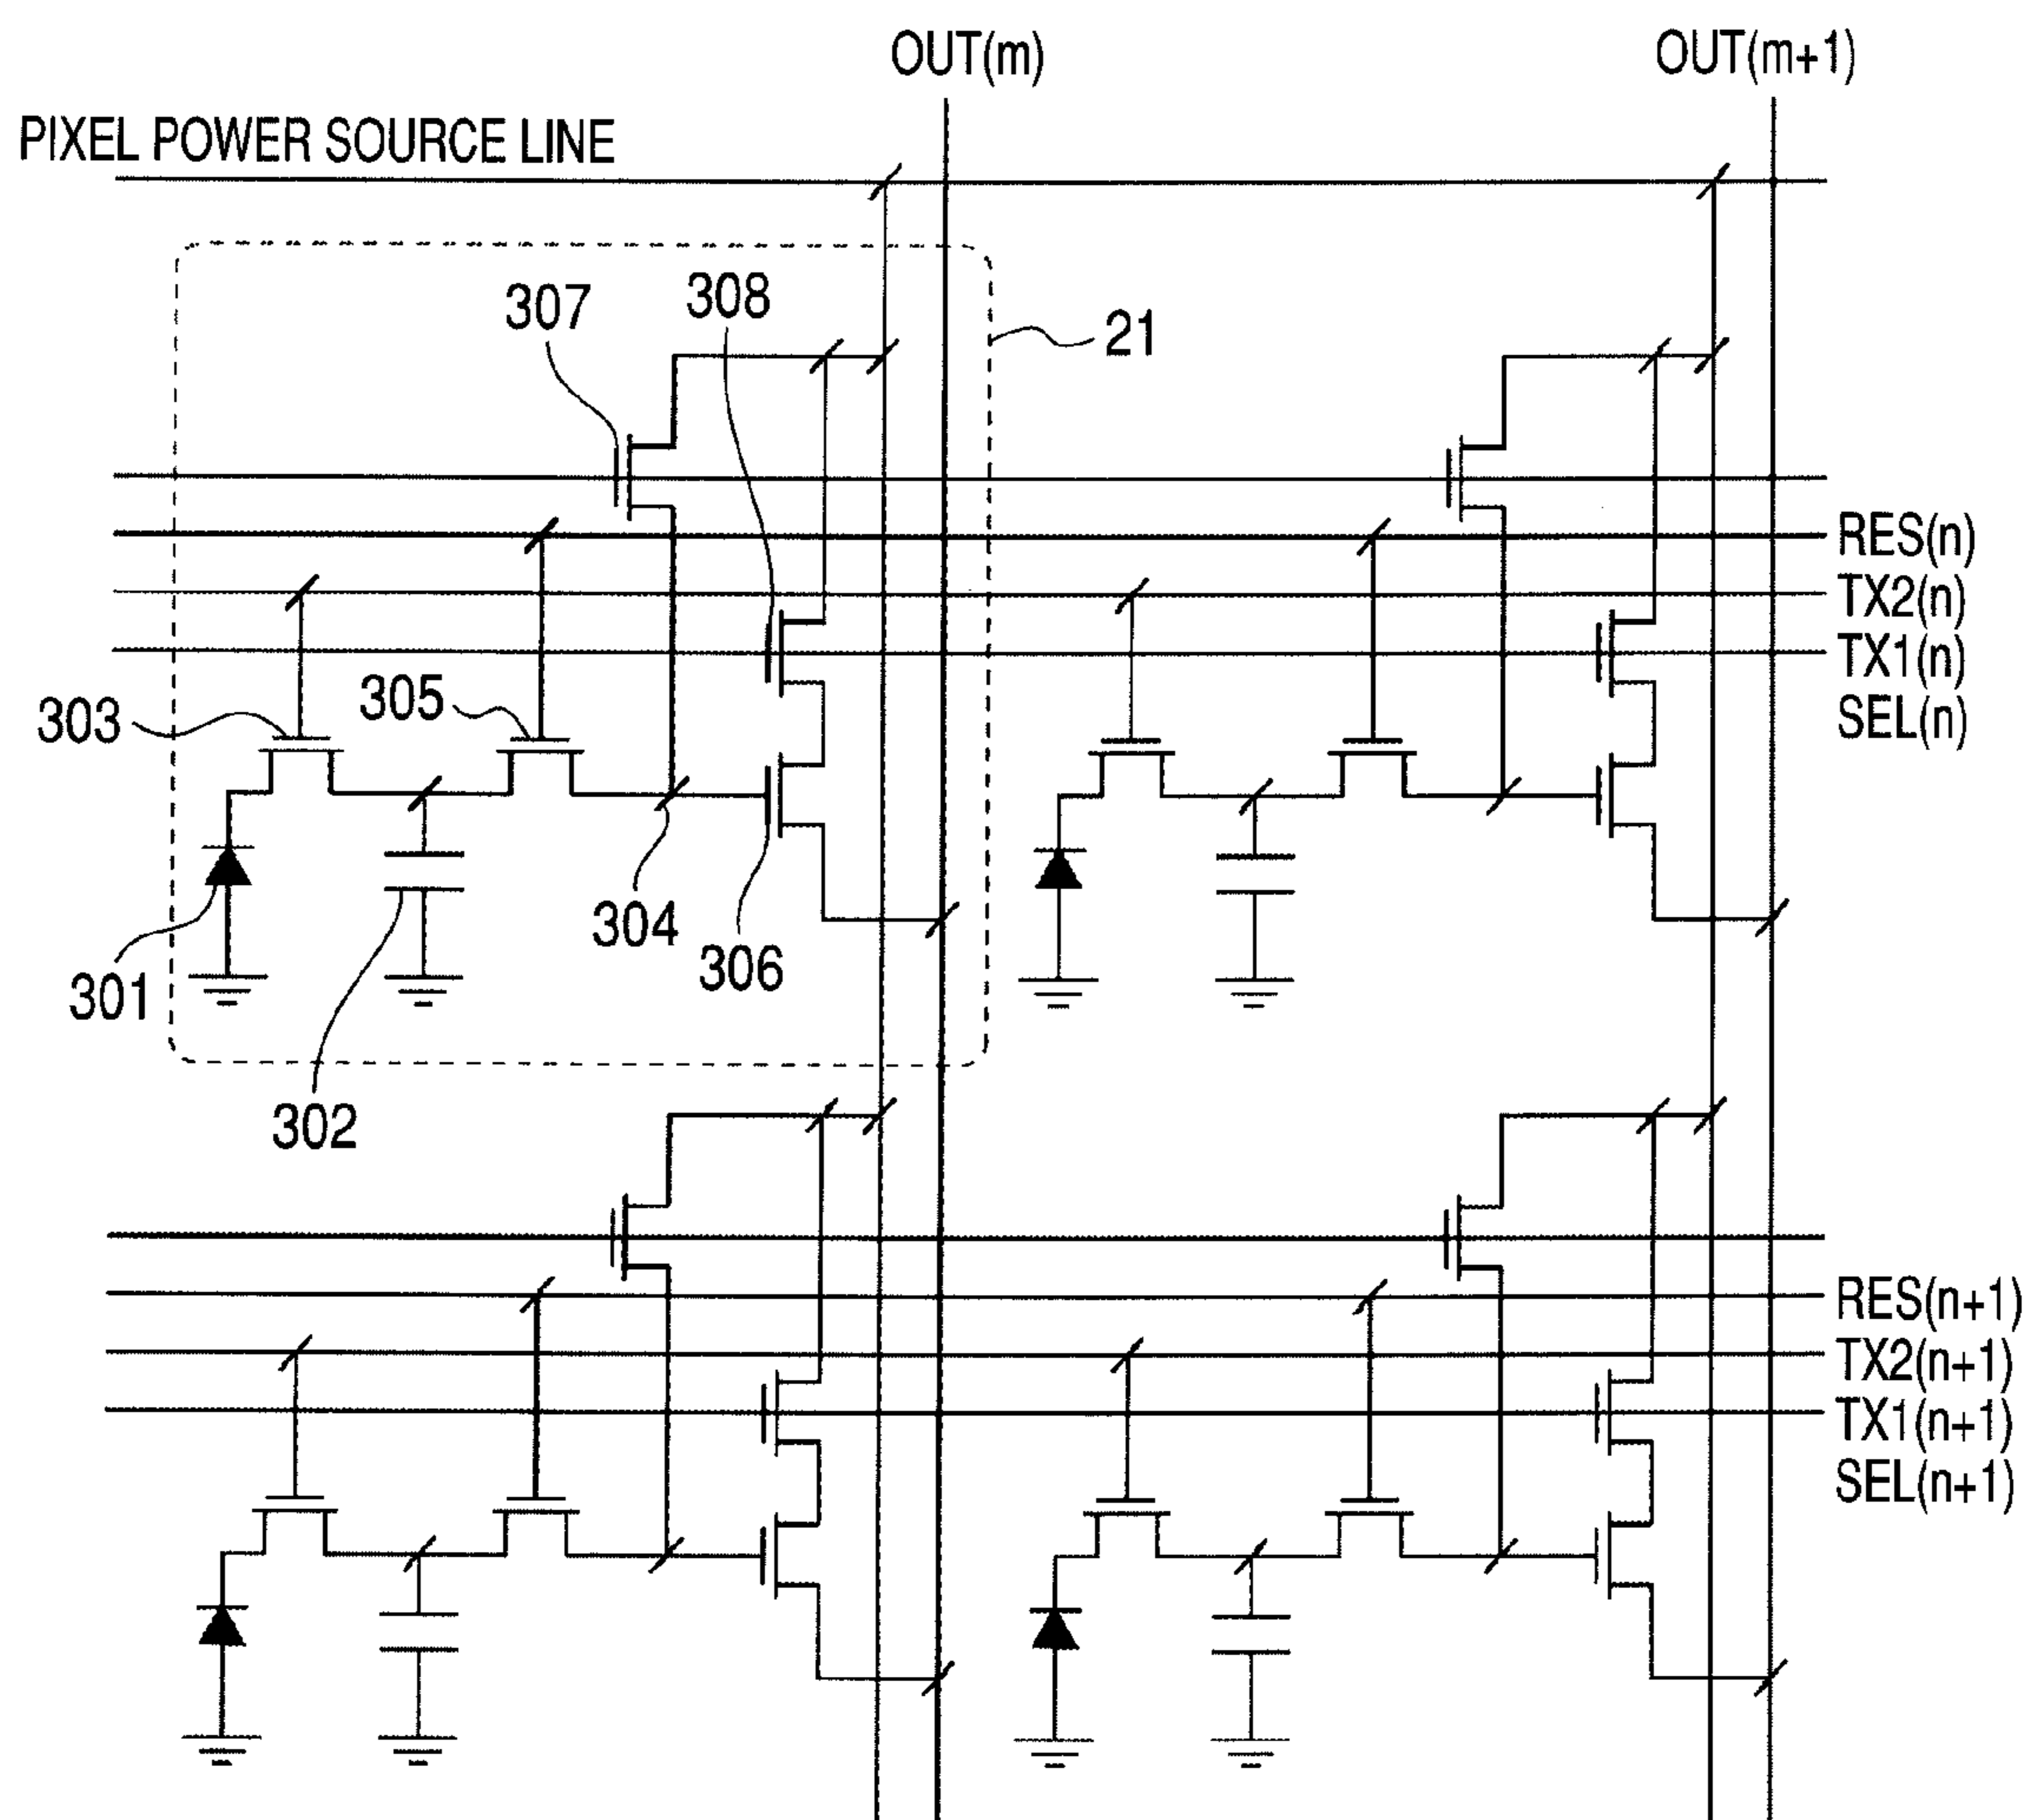 OUT(m)
OUT(m+1)
PIXEL POWER SOURCE LINE
307
308
21
RES(n)
TX2(n)
TX1(n)
SEL(n)
303
305
304
306
301
302
RES(n+1)
TX2(n+1)
TX1(n+1)
SEL(n+1)